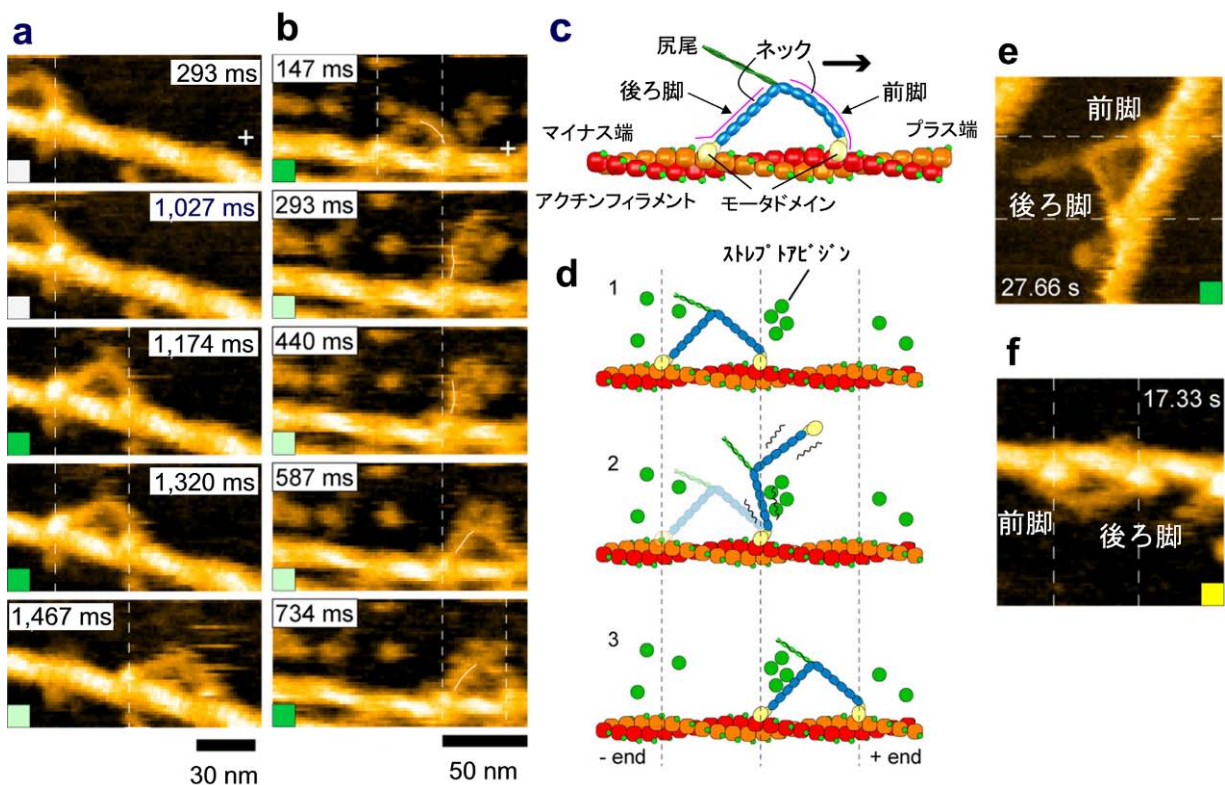 a
293 ms
+
1,027 ms
1,174 ms
1,320 ms
1,467 ms
30 nm
b
147 ms
+
293 ms
440 ms
587 ms
734 ms
50 nm
c
尻尾
ネック
後ろ脚
前脚
マイナス端
プラス端
アクチンフィラメント
モータドメイン
d
ストレプトアビジン
1
2
3
- end
+ end
e
前脚
後ろ脚
27.66 s
f
17.33 s
前脚
後ろ脚